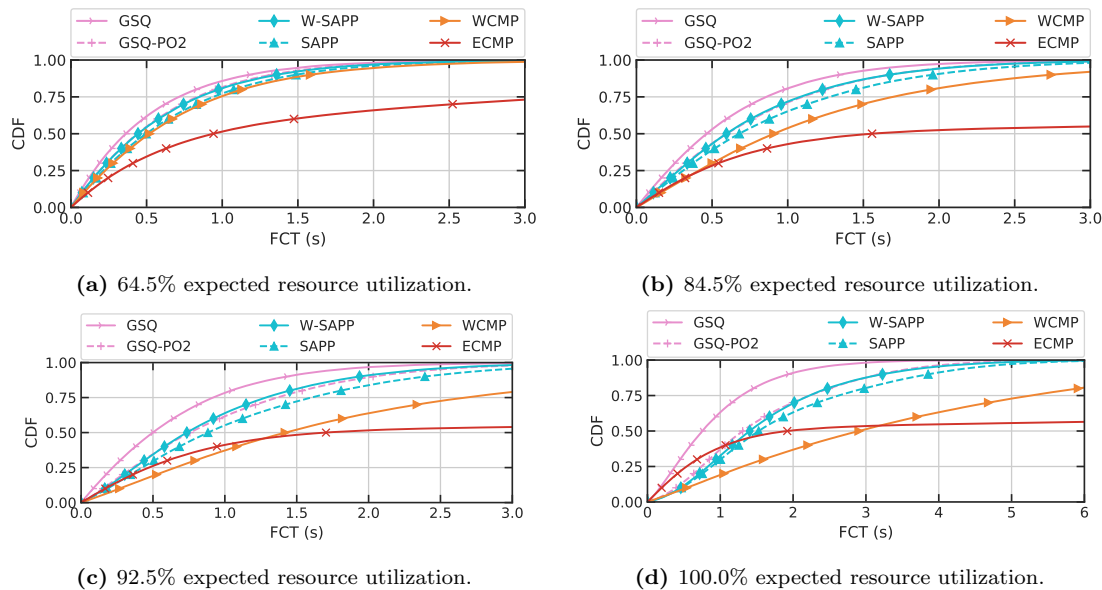 GSQ W-SAPP WCMP
GSQ-PO2 SAPP ECMP
1.00
0.75
0.50
0.25
0.00
CDF
0.0 0.5 1.0 1.5 2.0 2.5 3.0
FCT (s)
(a) 64.5% expected resource utilization.
GSQ W-SAPP WCMP
GSQ-PO2 SAPP ECMP
1.00
0.75
0.50
0.25
0.00
CDF
0.0 0.5 1.0 1.5 2.0 2.5 3.0
FCT (s)
(b) 84.5% expected resource utilization.
GSQ W-SAPP WCMP
GSQ-PO2 SAPP ECMP
1.00
0.75
0.50
0.25
0.00
CDF
0.0 0.5 1.0 1.5 2.0 2.5 3.0
FCT (s)
(c) 92.5% expected resource utilization.
GSQ W-SAPP WCMP
GSQ-PO2 SAPP ECMP
1.00
0.75
0.50
0.25
0.00
CDF
0 1 2 3 4 5 6
FCT (s)
(d) 100.0% expected resource utilization.